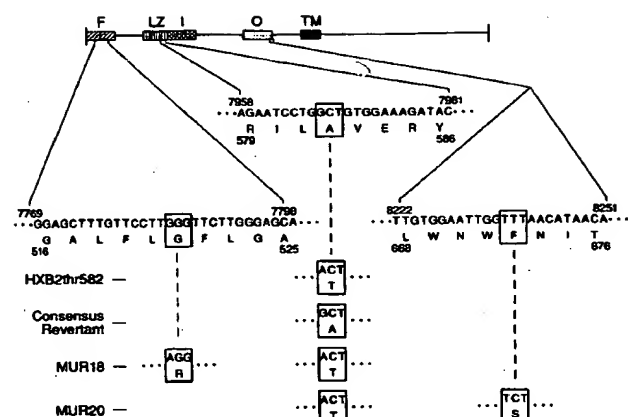 F LZ I O TM
7958 7981
···AGAATCCTGGCTGTGGAAAGATAC···
R I L A V E R Y
579 586
7769 7798
···GGAGCTTTGTTCCTTGGGTTCTTGGGAGCA···
G A L F L G F L G A
516 525
8222 8251
···TTGTGGAATTGGTTTAACATAACA···
L W N W F N I T
668 676
HXB2thr582 — ··· ACT ···
T
Consensus Revertant — ··· GCT ···
A
MUR18 — ··· AGG ··· ··· ACT ···
R T
MUR20 — ··· ACT ··· ··· TCT ···
T S